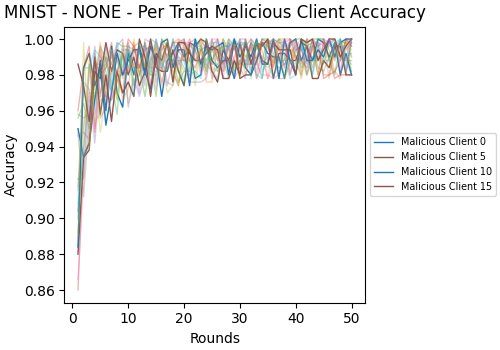 MNIST - NONE - Per Train Malicious Client Accuracy
1.00
0.98
0.96
0.94
0.92
0.90
0.88
0.86
Accuracy
0 10 20 30 40 50
Rounds
Malicious Client 0
Malicious Client 5
Malicious Client 10
Malicious Client 15